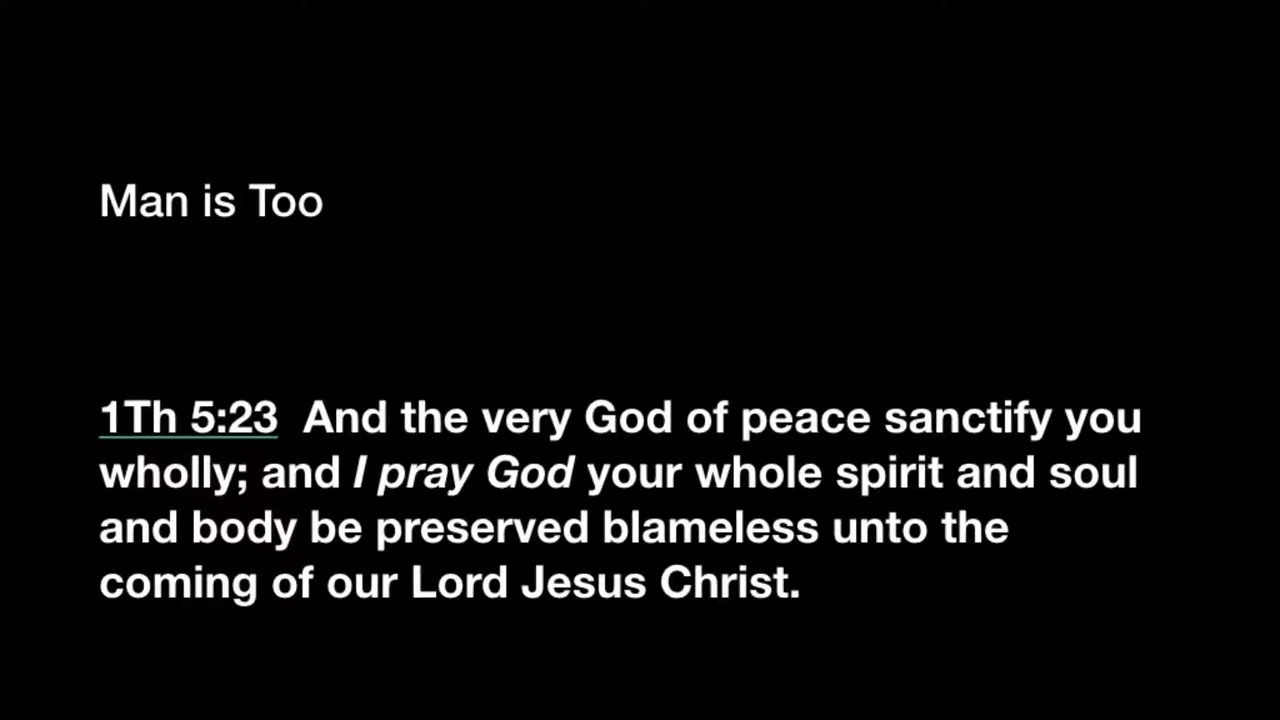 Man is Too
1Th 5:23 And the very God of peace sanctify you
wholly; and I pray God your whole spirit and soul
and body be preserved blameless unto the
coming of our Lord Jesus Christ.